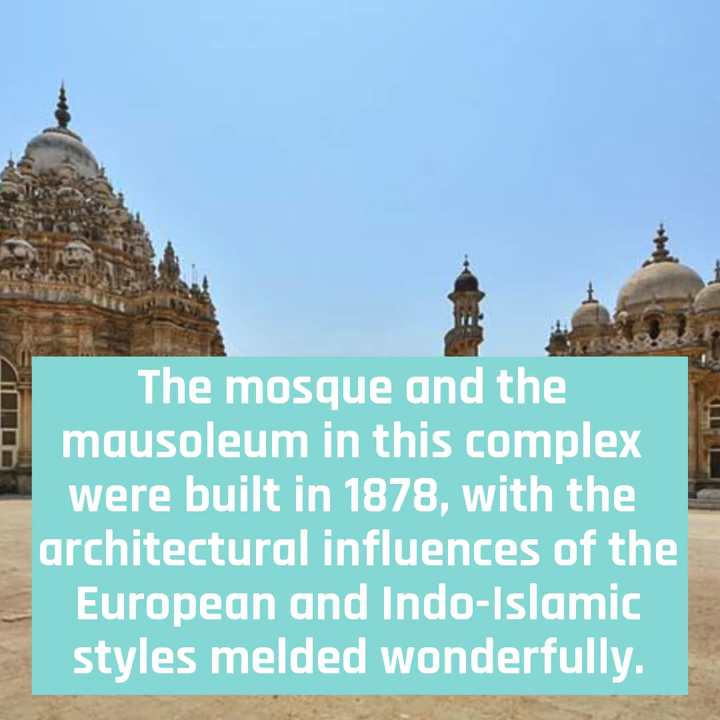 The mosque and the
mausoleum in this complex
were built in 1878, with the
architectural influences of the
European and Indo-Islamic
styles melded wonderfully.